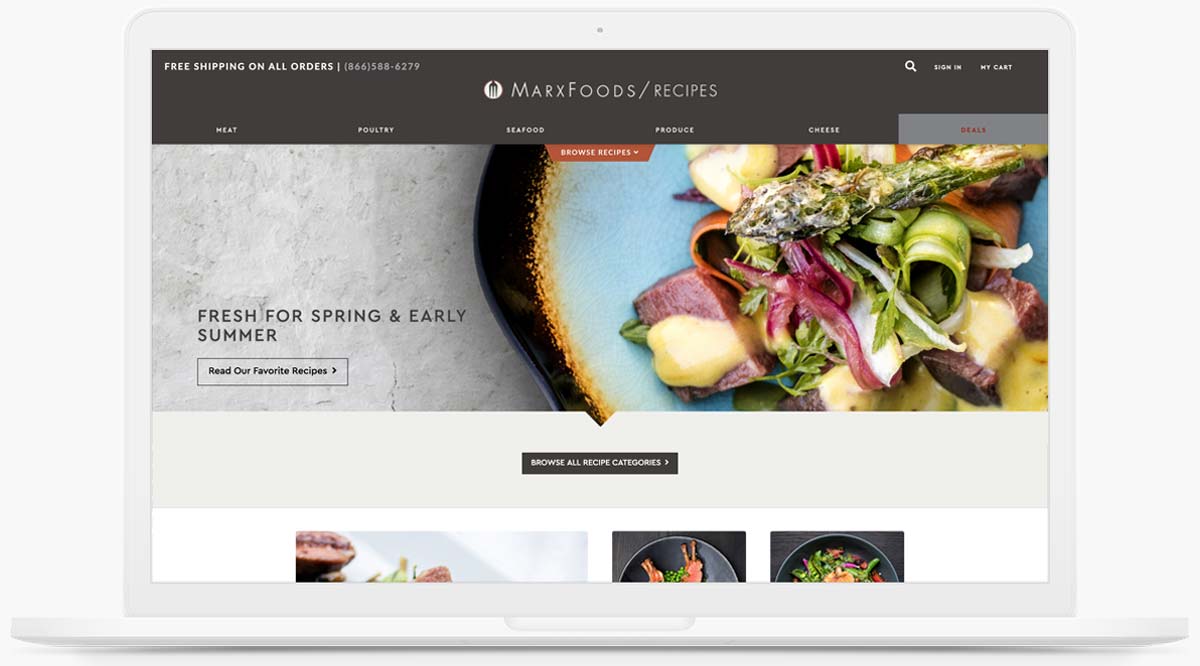 FREE SHIPPING ON ALL ORDERS | (866)588-6279
SIGN IN
MY CART
MARXFOODS/RECIPES
MEAT
POULTRY
SEAFOOD
PRODUCE
CHEESE
DEALS
BROWSE RECIPES
FRESH FOR SPRING & EARLY
SUMMER
Read Our Favorite Recipes >
BROWSE ALL RECIPE CATEGORIES >